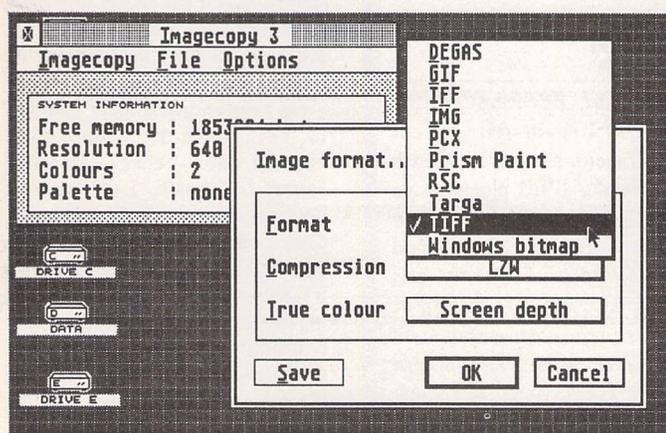 Imagecopy 3
Imagecopy File Options
SYSTEM INFORMATION
Free memory : 1853
Resolution : 640
Colours : 2
Palette : none
DRIVE C
D
DATA
E
DRIVE E
Image format..
DEGAS
GIF
IFF
IMG
PCX
Prism Paint
RSC
Targa
✓ TIFF
Windows bitmap
Format
Compression
LZW
True colour
Screen depth
Save
OK
Cancel